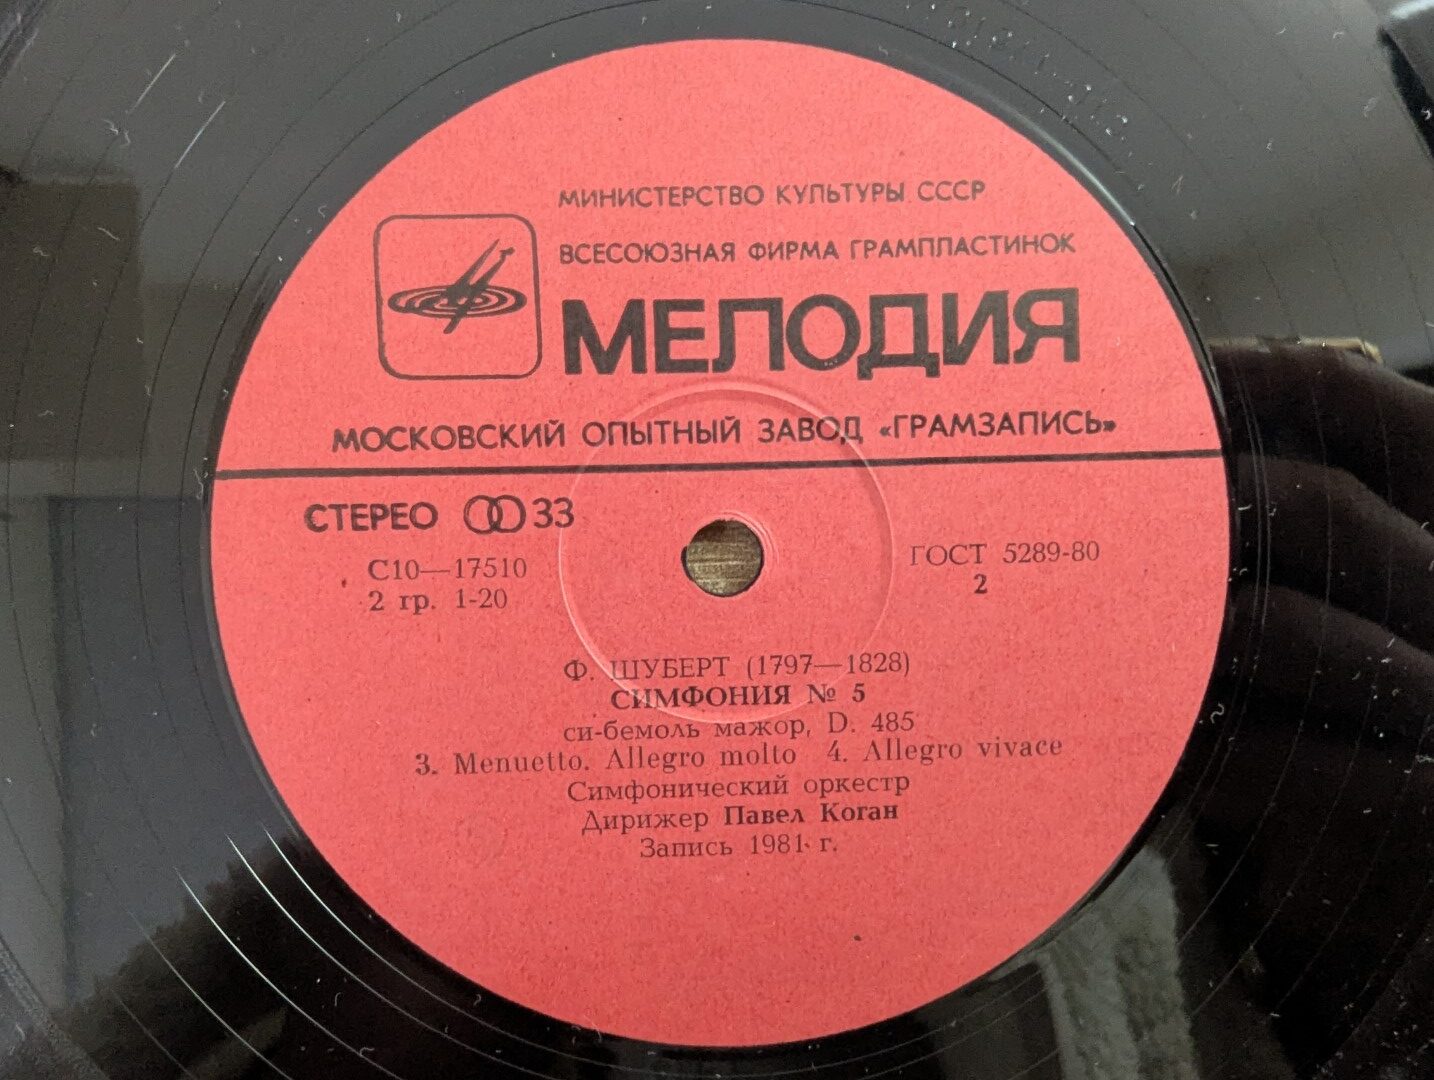 МИНИСТЕРСТВО КУЛЬТУРЫ СССР
ВСЕСОЮЗНАЯ ФИРМА ГРАМПЛАСТИНОК
МЕЛОДИЯ
МОСКОВСКИЙ ОПЫТНЫЙ ЗАВОД «ГРАМЗАПИСЬ»
СТЕРЕО 33
С10—17510
2 гр. 1-20
ГОСТ 5289-80
2
Ф. ШУБЕРТ (1797—1828)
СИМФОНИЯ № 5
си-бемоль мажор, D. 485
3. Menuetto. Allegro molto 4. Allegro vivace
Симфонический оркестр
Дирижер Павел Коган
Запись 1981 г.